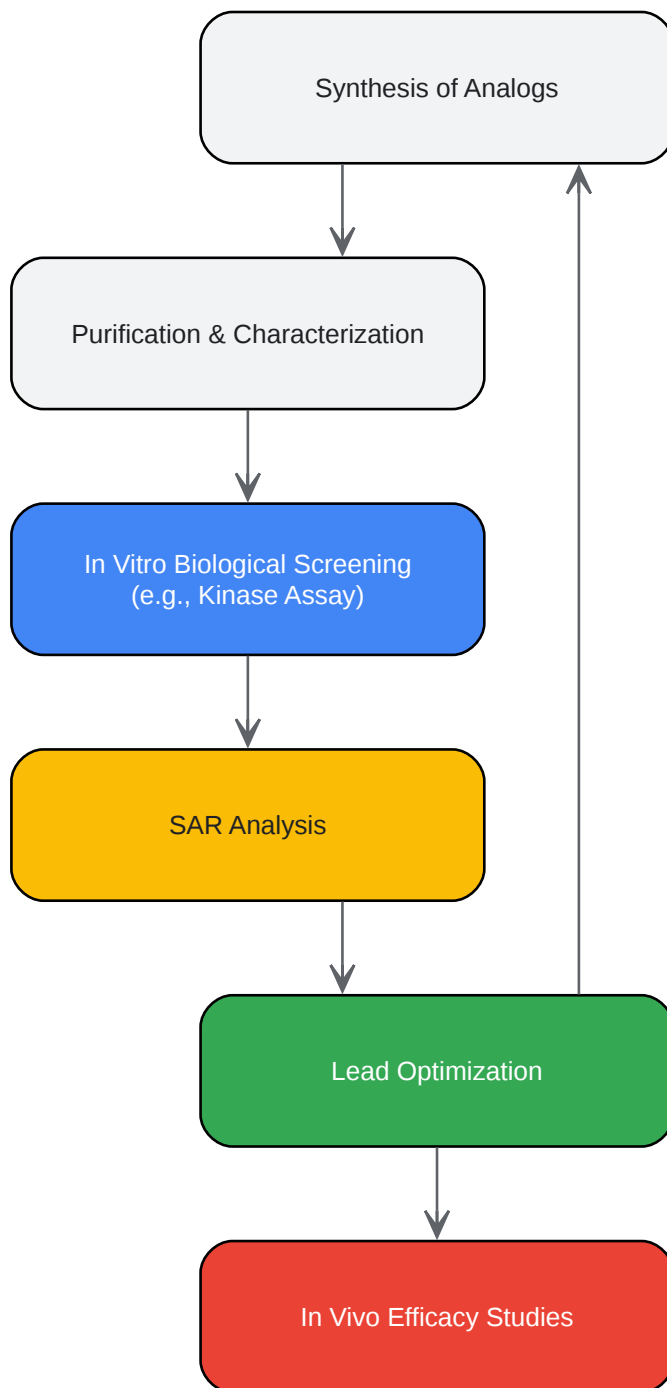 Synthesis of Analogs
Purification & Characterization
In Vitro Biological Screening
(e.g., Kinase Assay)
SAR Analysis
Lead Optimization
In Vivo Efficacy Studies